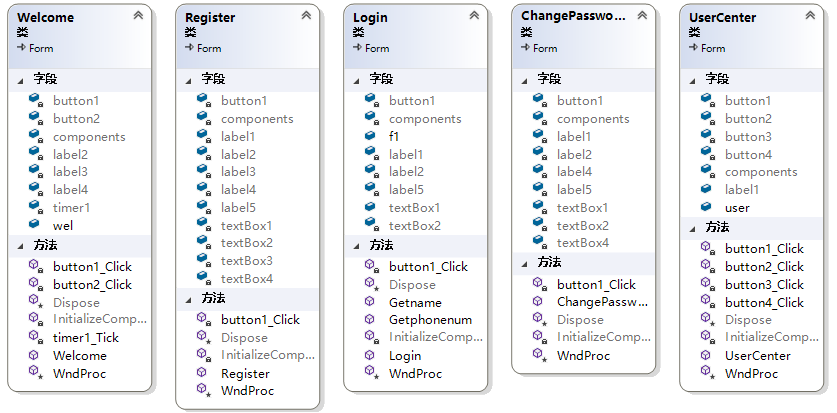 Welcome
类
Form
字段
button1
button2
components
label2
label3
label4
timer1
wel
方法
button1_Click
button2_Click
Dispose
InitializeComp...
timer1_Tick
Welcome
WndProc
Register
类
Form
字段
button1
components
label1
label2
label3
label4
label5
textBox1
textBox2
textBox3
textBox4
方法
button1_Click
Dispose
InitializeComp...
Register
WndProc
Login
类
Form
字段
button1
components
f1
label1
label2
label5
textBox1
textBox2
方法
button1_Click
Dispose
Getname
Getphonenum
InitializeComp...
Login
WndProc
ChangePasswo...
类
Form
字段
button1
components
label1
label2
label3
label4
label5
textBox1
textBox2
textBox4
方法
button1_Click
ChangePassw...
Dispose
InitializeComp...
WndProc
UserCenter
类
Form
字段
button1
button2
button3
button4
components
label1
user
方法
button1_Click
button2_Click
button3_Click
button4_Click
Dispose
InitializeComp...
UserCenter
WndProc